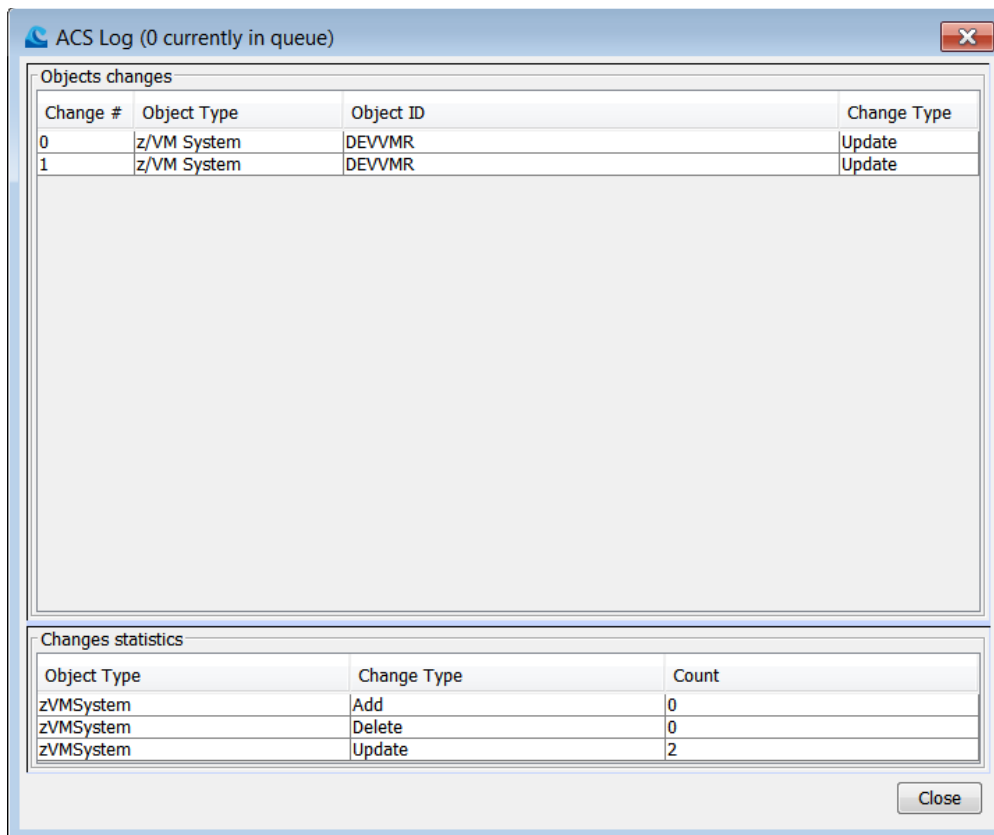 ACS Log (0 currently in queue)
Objects changes
Change # Object Type Object ID Change Type
0 z/VM System DEVVMR Update
1 z/VM System DEVVMR Update
Changes statistics
Object Type Change Type Count
zVMSystem Add 0
zVMSystem Delete 0
zVMSystem Update 2
Close